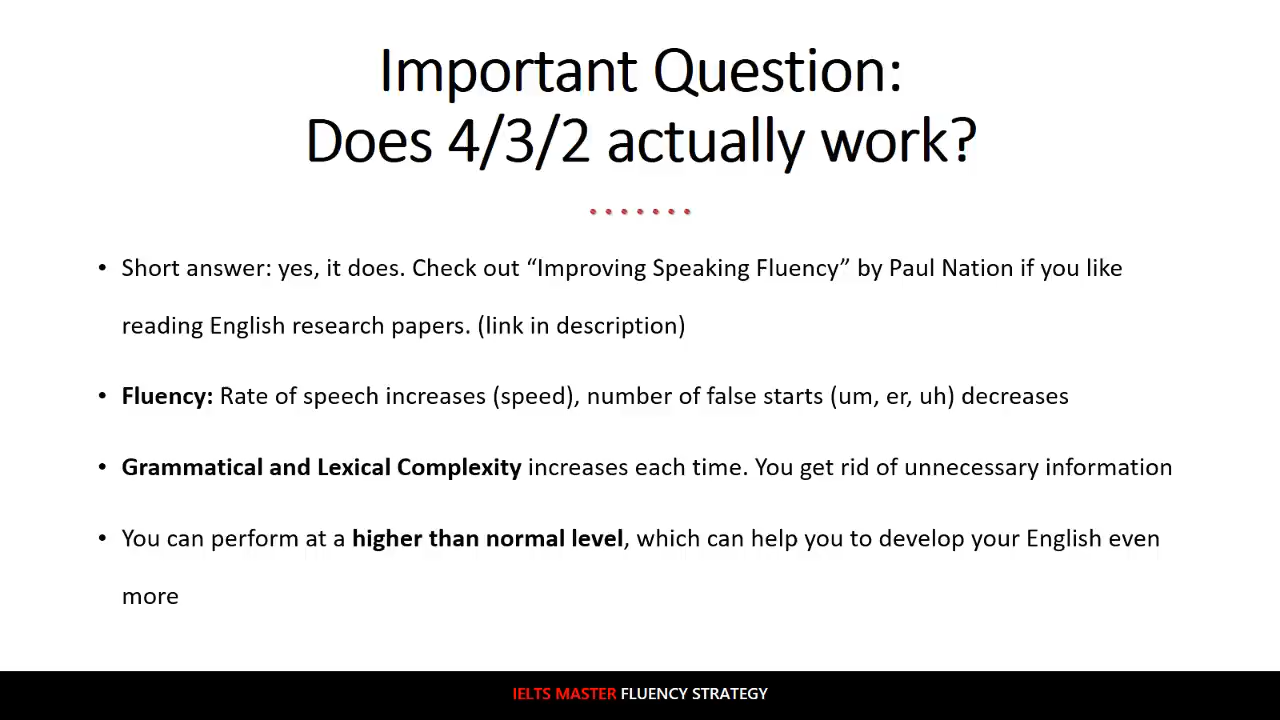 Important Question:
Does 4/3/2 actually work?
• Short answer: yes, it does. Check out “Improving Speaking Fluency” by Paul Nation if you like
reading English research papers. (link in description)
• Fluency: Rate of speech increases (speed), number of false starts (um, er, uh) decreases
• Grammatical and Lexical Complexity increases each time. You get rid of unnecessary information
• You can perform at a higher than normal level, which can help you to develop your English even
more
IELTS MASTER FLUENCY STRATEGY